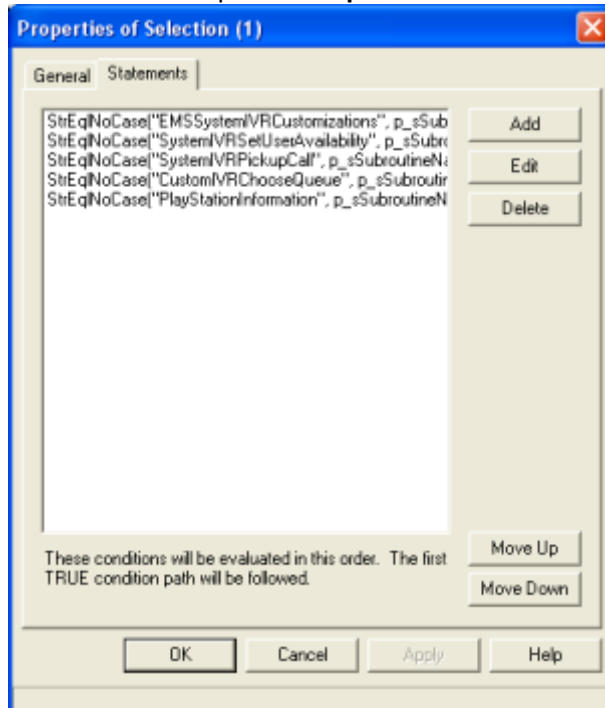 Properties of Selection (1)
General Statements
StrEqlNoCase("EMSSystemIVRCustomizations", p_sSub
StrEqlNoCase("SystemIVRSetUserAvailability", p_sSubro
StrEqlNoCase("SystemIVRPickupCall", p_sSubroutineNa
StrEqlNoCase("CustomIVRChooseQueue", p_sSubroutir
StrEqlNoCase("PlayStationInformation", p_sSubroutineN
Add
Edit
Delete
These conditions will be evaluated in this order. The first
TRUE condition path will be followed.
Move Up
Move Down
OK Cancel Apply Help